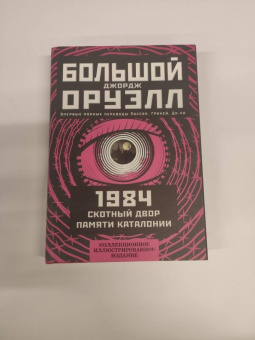 БОЛЬШОЙ
ДЖОРДЖ
ОРУЭЛЛ
1984
СКОТНЫЙ ДВОР
ПАМЯТИ КАТАЛОНИИ
КОЛЛЕКЦИОННОЕ
ИЛЛЮСТРИРОВАННОЕ
ИЗДАНИЕ